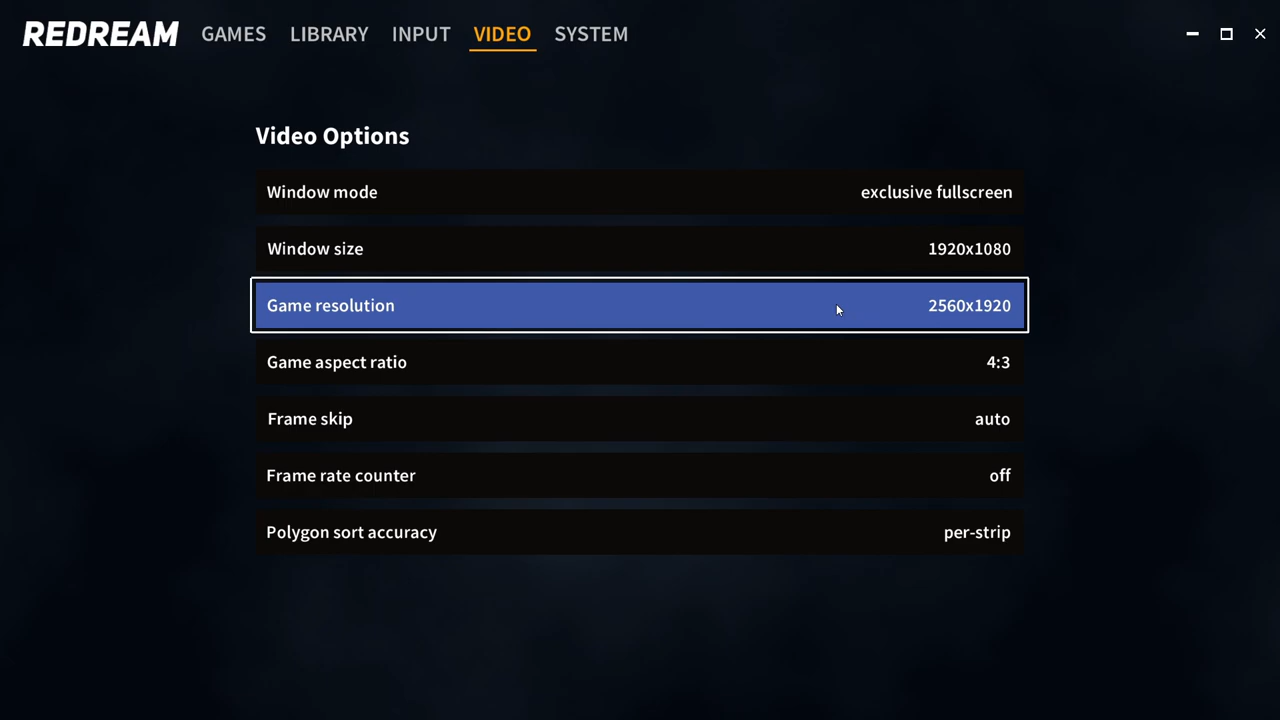 REDREAM GAMES LIBRARY INPUT VIDEO SYSTEM
Video Options
Window mode exclusive fullscreen
Window size 1920x1080
Game resolution 2560x1920
Game aspect ratio 4:3
Frame skip auto
Frame rate counter off
Polygon sort accuracy per-strip